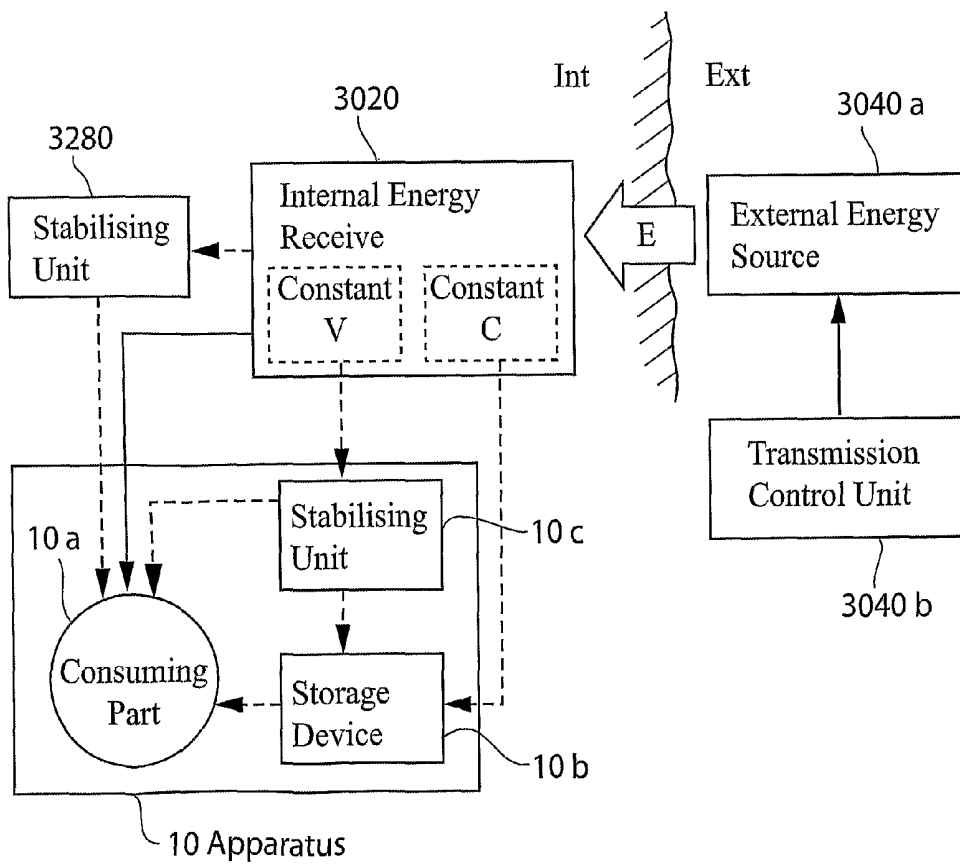 Int
Ext
3020
3040 a
3280
Stabilising
Unit
Internal Energy
Receive
Constant
V
Constant
C
E
External Energy
Source
Transmission
Control Unit
3040 b
10 a
Stabilising
Unit
10 c
Consuming
Part
Storage
Device
10 b
10 Apparatus